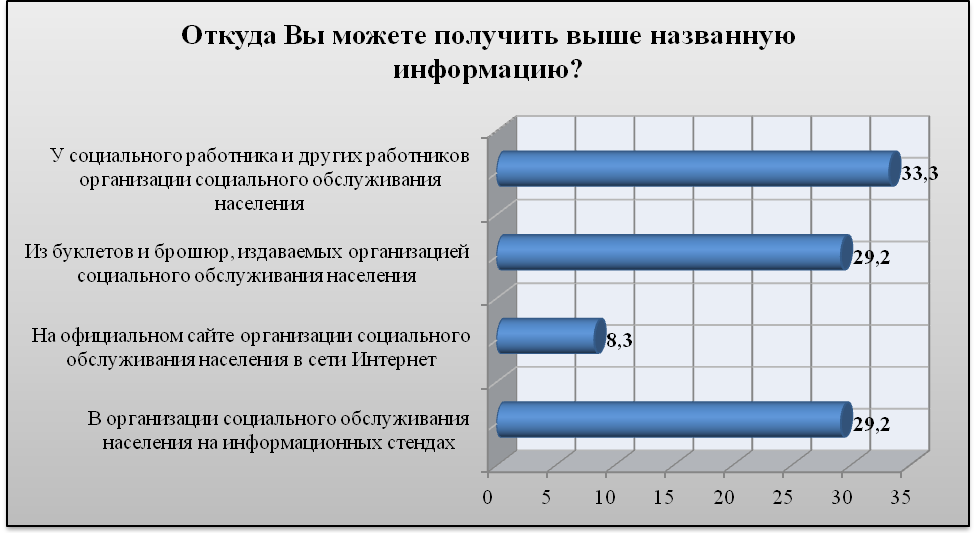 Откуда Вы можете получить выше названную
информацию?
У социального работника и других работников
организации социального обслуживания
населения
33,3
Из буклетов и брошюр, издаваемых организацией
социального обслуживания населения
29,2
На официальном сайте организации социального
обслуживания населения в сети Интернет
8,3
В организации социального обслуживания
населения на информационных стендах
29,2
0 5 10 15 20 25 30 35